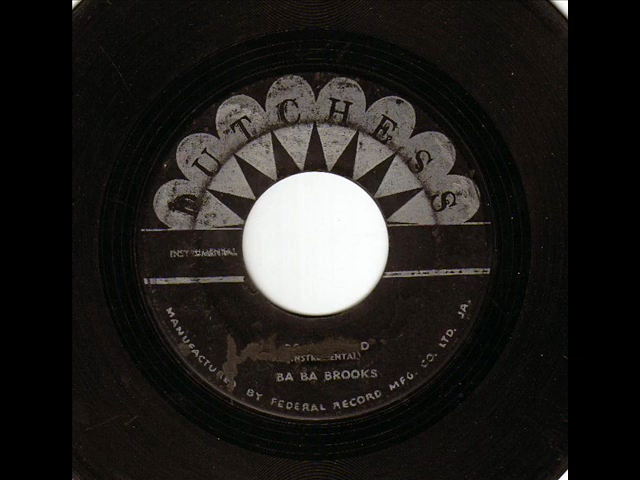 DUTCHESS
INSTRUMENTAL
(INSTRUMENTAL)
BA BA BROOKS
MANUFACTURED BY FEDERAL RECORD MFG. CO. LTD. JA.